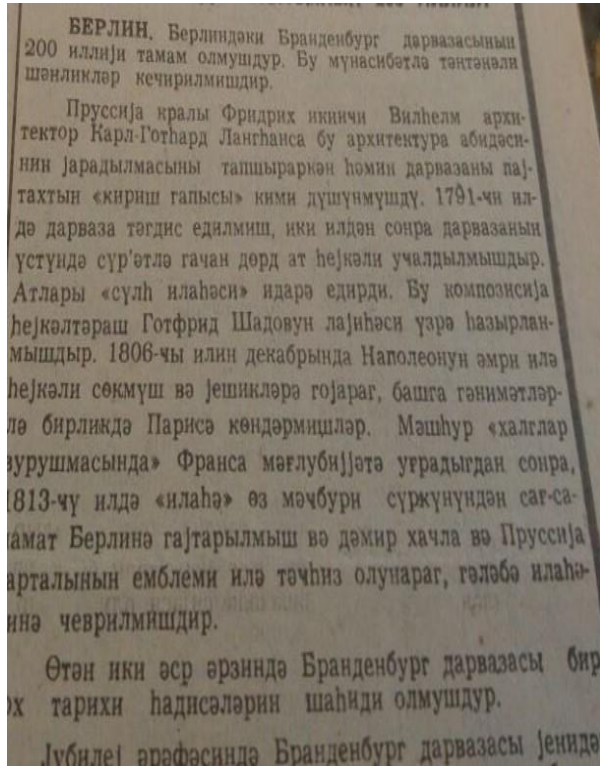 БЕРЛИН. Берлиндәки Бранденбург дарвазасынын
200 иллији тамам олмушдур. Бу мүнасибәтлә тәнтәнәли
шәнликләр кечирилмишдир.
Пруссија кралы Фридрих икинчи Вилһелм архи-
тектор Карл-Готһард Лангһанса бу архитектура абидәси-
нин јарадылмасыны тапшыраркән һәмин дарвазаны пај-
тахтын «кириш гапысы» кими дүшүнмүшдү. 1791-чи ил-
дә дарваза тәгдис едилмиш, ики илдән сонра дарвазанын
үстүндә сүр'әтлә гачан дөрд ат һејкәли учалдылмышдыр.
Атлары «сүлһ илаһәси» идарә едирди. Бу композисија
һејкәлтәраш Готфрид Шадовун лајиһәси үзрә һазырлан-
мышдыр. 1806-чы илин декабрында Наполеонун әмри илә
һејкәли сөкмүш вә јешикләрә гојараг, башга гәнимәтләр-
лә бирликдә Парисә көндәрмишләр. Мәшһур «халглар
вурушмасында» Франса мәғлубијјәтә уғрадыгдан сонра,
1813-чү илдә «илаһә» өз мәчбури сүркүнүндән сағ-са-
ламат Берлинә гајтарылмыш вә дәмир хачла вә Пруссија
гарталынын емблеми илә тәчһиз олунараг, гәләбә илаһә-
синә чеврилмишдир.
Өтән ики әср әрзиндә Бранденбург дарвазасы бир
чох тарихи һадисәләрин шаһиди олмушдур.
Јубилеј әрәфәсиндә Бранденбург дарвазасы јенидә